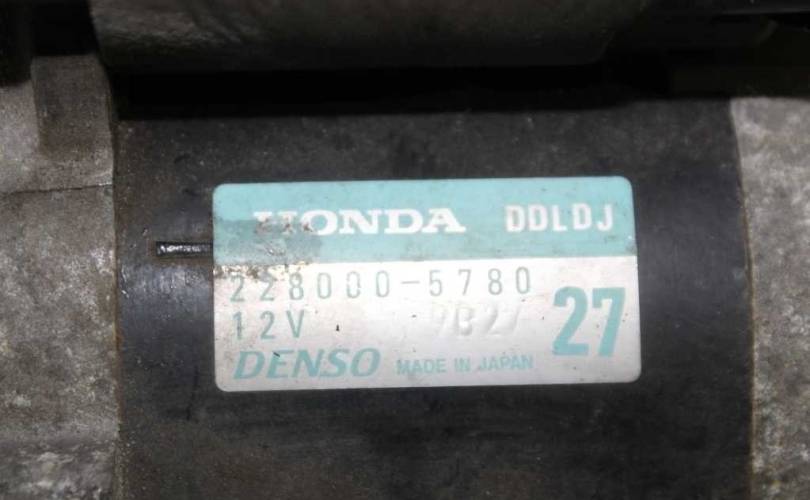 HONDA DDLDJ
228000-5780
12V
27
DENSO MADE IN JAPAN